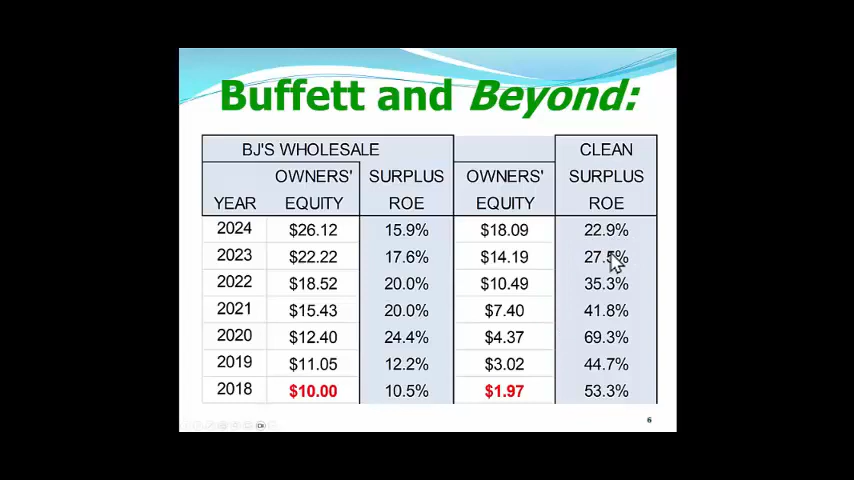 Buffett and Beyond:
BJ'S WHOLESALE CLEAN
OWNERS' SURPLUS OWNERS' SURPLUS
YEAR EQUITY ROE EQUITY ROE
2024 $26.12 15.9% $18.09 22.9%
2023 $22.22 17.6% $14.19
2022 $18.52 20.0% $10.49 35.3%
2021 $15.43 20.0% $7.40 41.8%
2020 $12.40 24.4% $4.37 69.3%
2019 $11.05 12.2% $3.02 44.7%
2018 $10.00 10.5% $1.97 53.3%
6